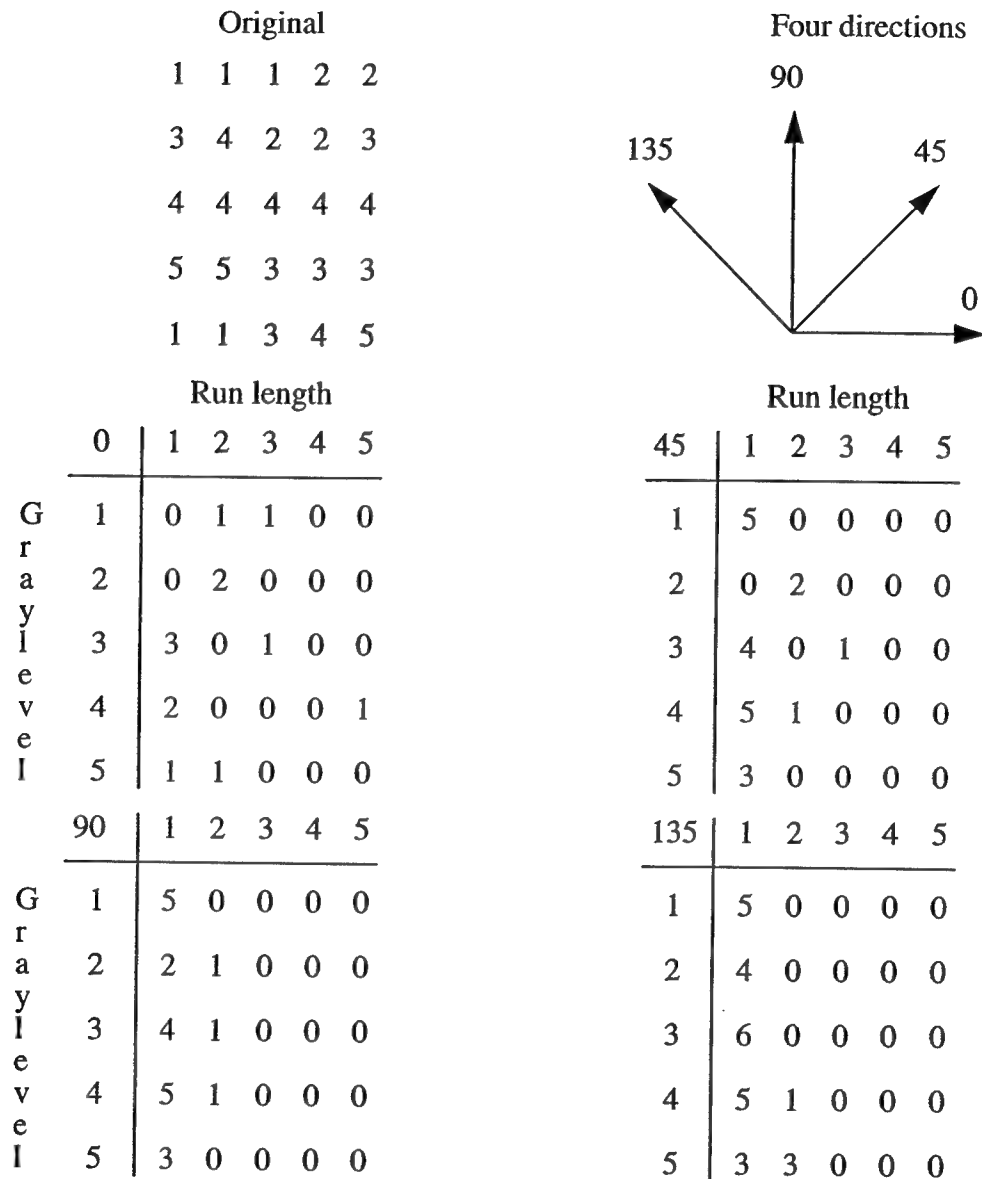 Original
1 1 1 2 2
3 4 2 2 3
4 4 4 4 4
5 5 3 3 3
1 1 3 4 5
Four directions
90
135 45
0
Run length
0 1 2 3 4 5
1 0 1 1 0 0
2 0 2 0 0 0
3 3 0 1 0 0
4 2 0 0 0 1
5 1 1 0 0 0
Graylevel
Run length
45 1 2 3 4 5
1 5 0 0 0 0
2 0 2 0 0 0
3 4 0 1 0 0
4 5 1 0 0 0
5 3 0 0 0 0
90 1 2 3 4 5
1 5 0 0 0 0
2 2 1 0 0 0
3 4 1 0 0 0
4 5 1 0 0 0
5 3 0 0 0 0
Graylevel
135 1 2 3 4 5
1 5 0 0 0 0
2 4 0 0 0 0
3 6 0 0 0 0
4 5 1 0 0 0
5 3 3 0 0 0